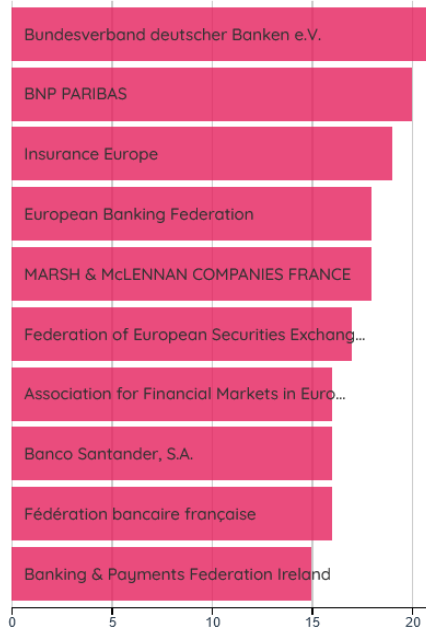 Bundesverband deutscher Banken e.V.
BNP PARIBAS
Insurance Europe
European Banking Federation
MARSH & McLENNAN COMPANIES FRANCE
Federation of European Securities Exchang...
Association for Financial Markets in Euro...
Banco Santander, S.A.
Fédération bancaire française
Banking & Payments Federation Ireland
0 5 10 15 20